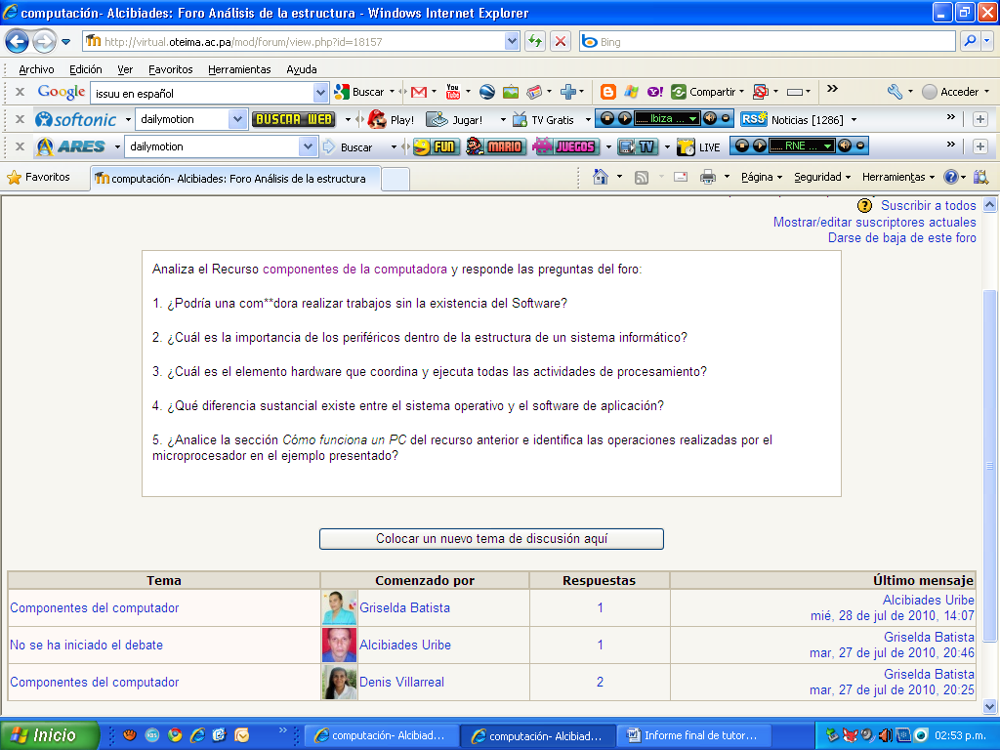 computación- Alcibiades: Foro Análisis de la estructura - Windows Internet Explorer
http://virtual.oteima.ac.pa/mod/forum/view.php?id=18157
Bing
Archivo Edición Ver Favoritos Herramientas Ayuda
Google issuu en español Buscar Compartir Acceder
softonic dailymotion BUSCAR WEB Play! Jugar! TV Gratis Ibiza ... RSS Noticias [1286]
ARES dailymotion Buscar FUN MARIO JUEGOS TV LIVE RNE ...
Favoritos computación- Alcibiades: Foro Análisis de la estructura Página Seguridad Herramientas
Suscribir a todos
Mostrar/editar suscriptores actuales
Darse de baja de este foro
Analiza el Recurso componentes de la computadora y responde las preguntas del foro:
1. ¿Podría una com**dora realizar trabajos sin la existencia del Software?
2. ¿Cuál es la importancia de los periféricos dentro de la estructura de un sistema informático?
3. ¿Cuál es el elemento hardware que coordina y ejecuta todas las actividades de procesamiento?
4. ¿Qué diferencia sustancial existe entre el sistema operativo y el software de aplicación?
5. ¿Analice la sección Cómo funciona un PC del recurso anterior e identifica las operaciones realizadas por el
microprocesador en el ejemplo presentado?
Colocar un nuevo tema de discusión aquí
Tema Comenzado por Respuestas Último mensaje
Componentes del computador Griselda Batista 1 Alcibiades Uribe
mié, 28 de jul de 2010, 14:07
No se ha iniciado el debate Alcibiades Uribe 1 Griselda Batista
mar, 27 de jul de 2010, 20:46
Componentes del computador Denis Villarreal 2 Griselda Batista
mar, 27 de jul de 2010, 20:25
Inicio computación- Alcibiad... computación- Alcibiad... Informe final de tutor... 02:53 p.m.